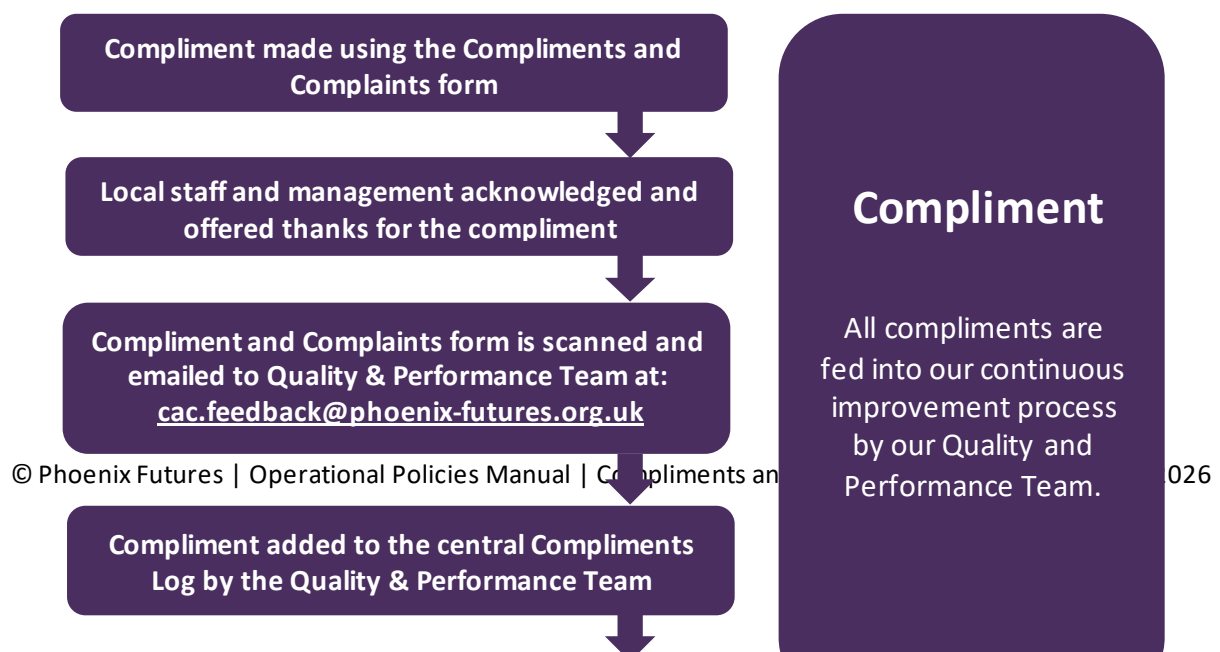 Compliment made using the Compliments and
Complaints form
Local staff and management acknowledged and
offered thanks for the compliment
Compliment and Complaints form is scanned and
emailed to Quality & Performance Team at:
cac.feedback@phoenix-futures.org.uk
© Phoenix Futures | Operational Policies Manual | Compliments an 026
Compliment added to the central Compliments
Log by the Quality & Performance Team
Compliment
All compliments are
fed into our continuous
improvement process
by our Quality and
Performance Team.